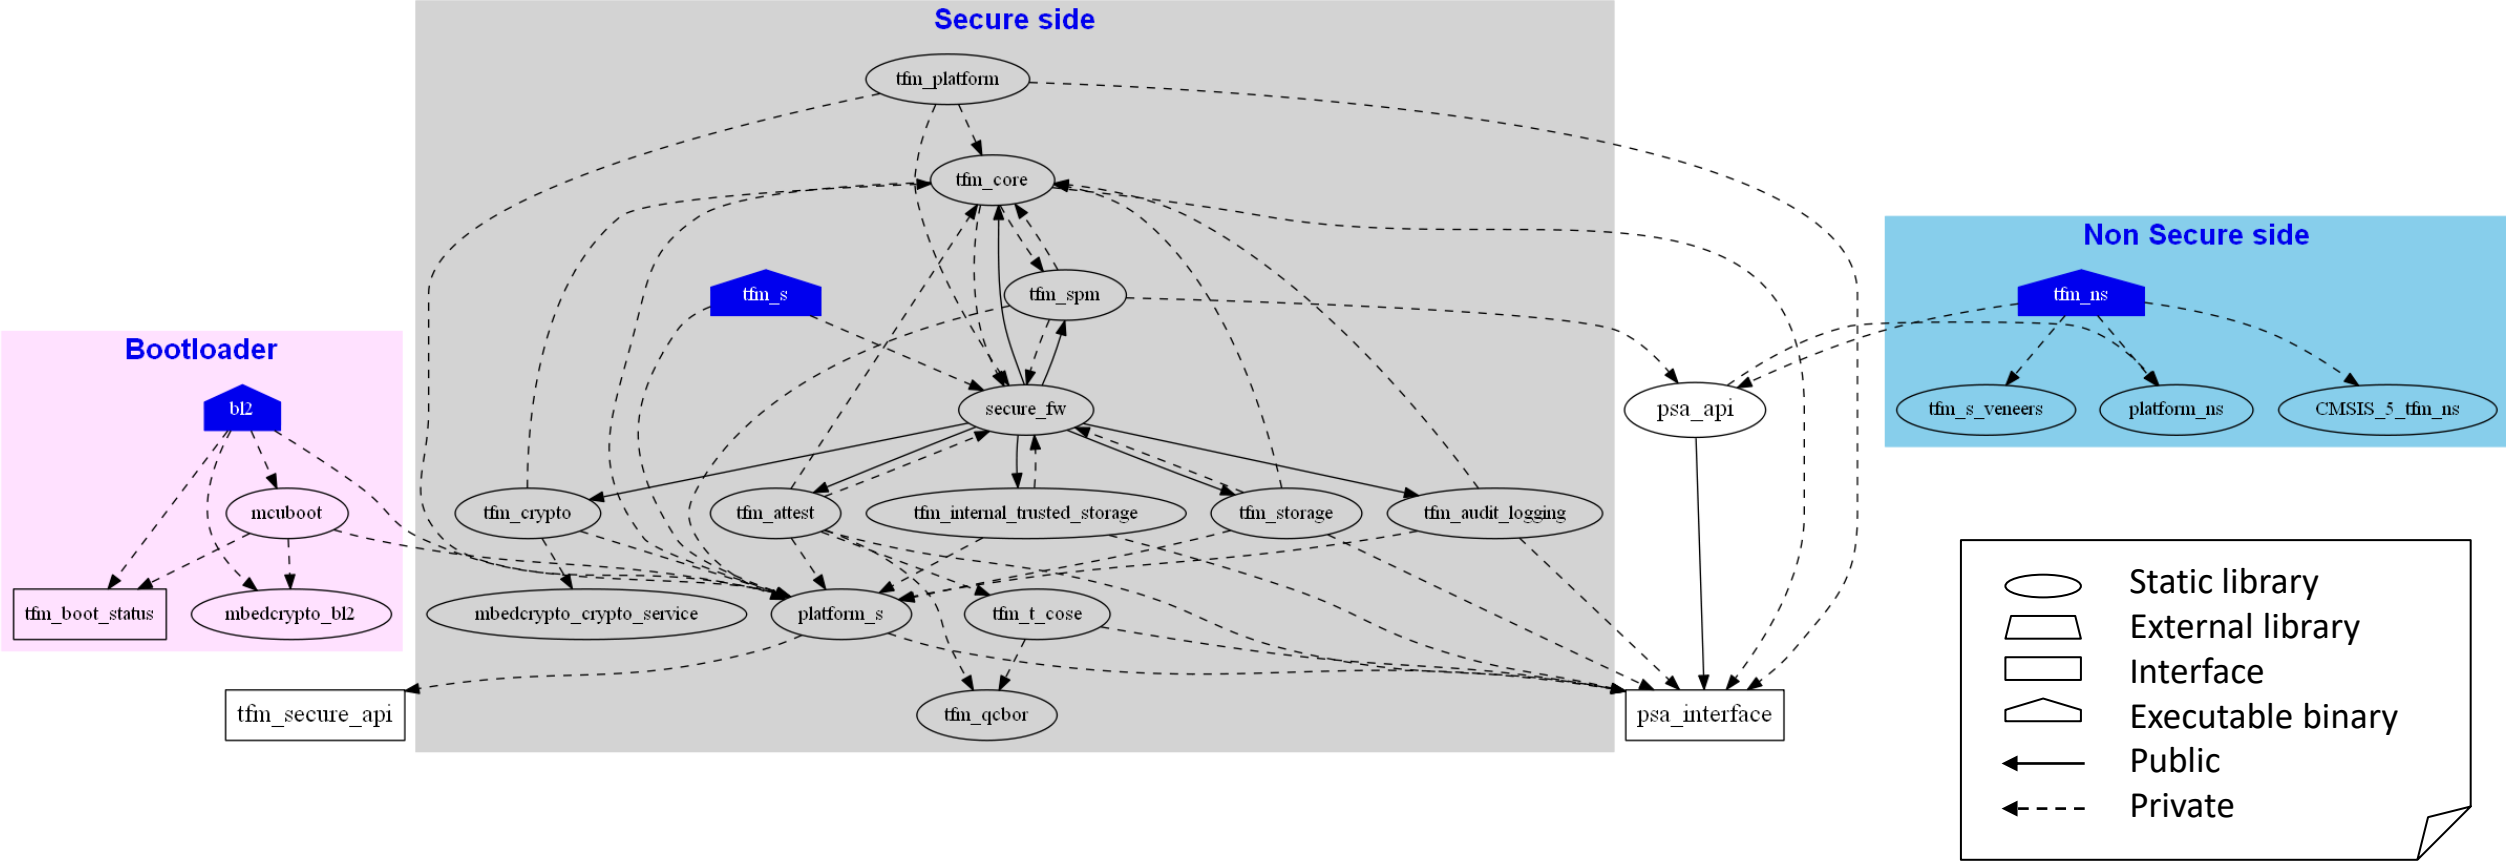 Secure side
tfm_platform
tfm_core
Non Secure side
tfm_s
tfm_spm
tfm_ns
Bootloader
bl2
secure_fw
psa_api
tfm_s_veneers
platform_ns
CMSIS_5_tfm_ns
mcuboot
tfm_crypto
tfm_attest
tfm_internal_trusted_storage
tfm_storage
tfm_audit_logging
tfm_boot_status
mbedcrypto_bl2
mbedcrypto_crypto_service
platform_s
tfm_t_cose
tfm_secure_api
tfm_qcbor
psa_interface
Static library
External library
Interface
Executable binary
Public
Private